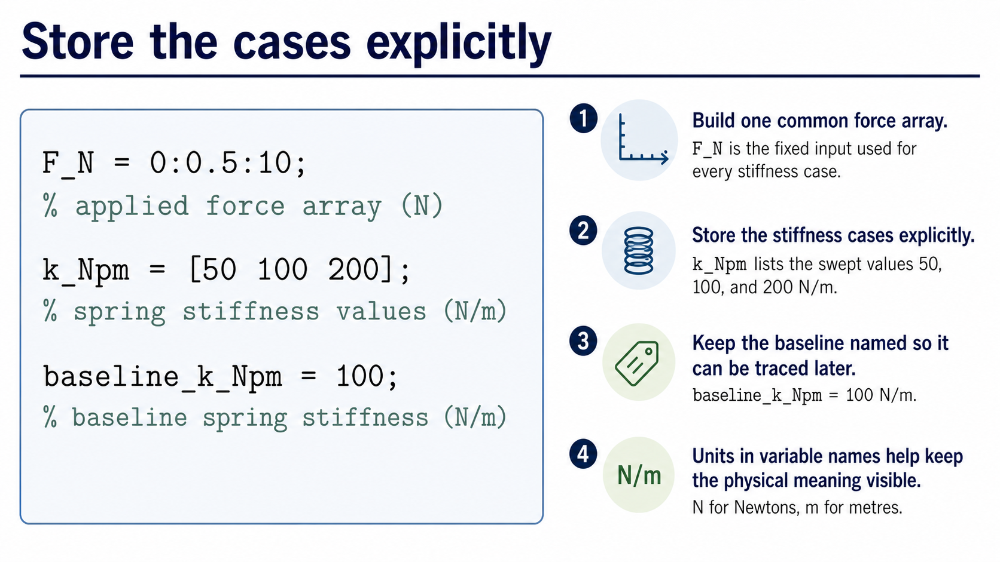 Store the cases explicitly
F_N = 0:0.5:10;
% applied force array (N)
k_Npm = [50 100 200];
% spring stiffness values (N/m)
baseline_k_Npm = 100;
% baseline spring stiffness (N/m)
1
Build one common force array.
F_N is the fixed input used for
every stiffness case.
2
Store the stiffness cases explicitly.
k_Npm lists the swept values 50,
100, and 200 N/m.
3
Keep the baseline named so it
can be traced later.
baseline_k_Npm = 100 N/m.
4
N/m
Units in variable names help keep
the physical meaning visible.
N for Newtons, m for metres.